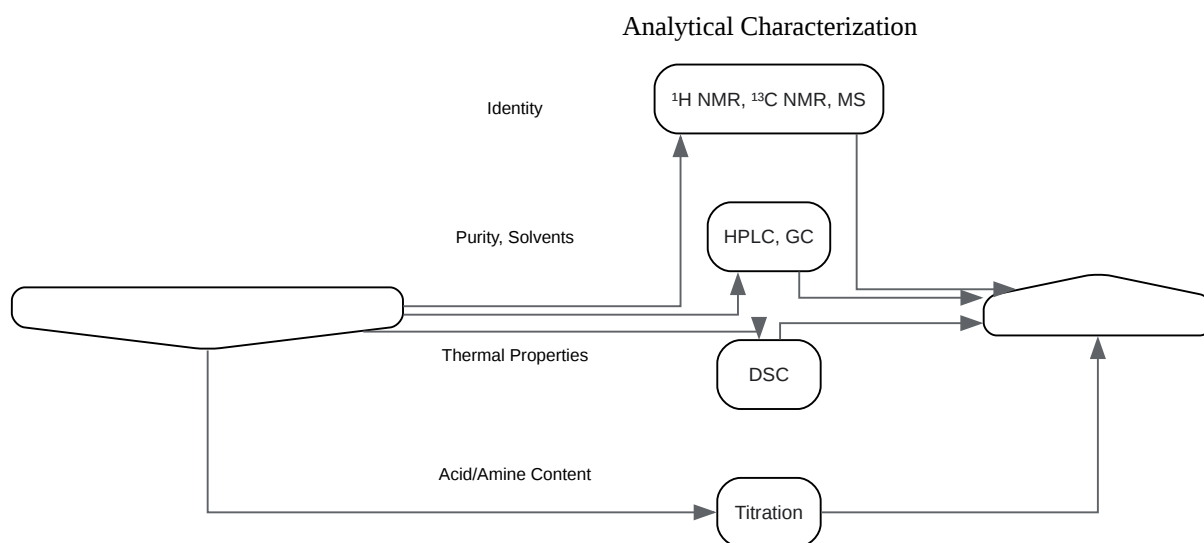 Analytical Characterization
¹H NMR, ¹³C NMR, MS
Identity
HPLC, GC
Purity, Solvents
Thermal Properties
DSC
Acid/Amine Content
Titration